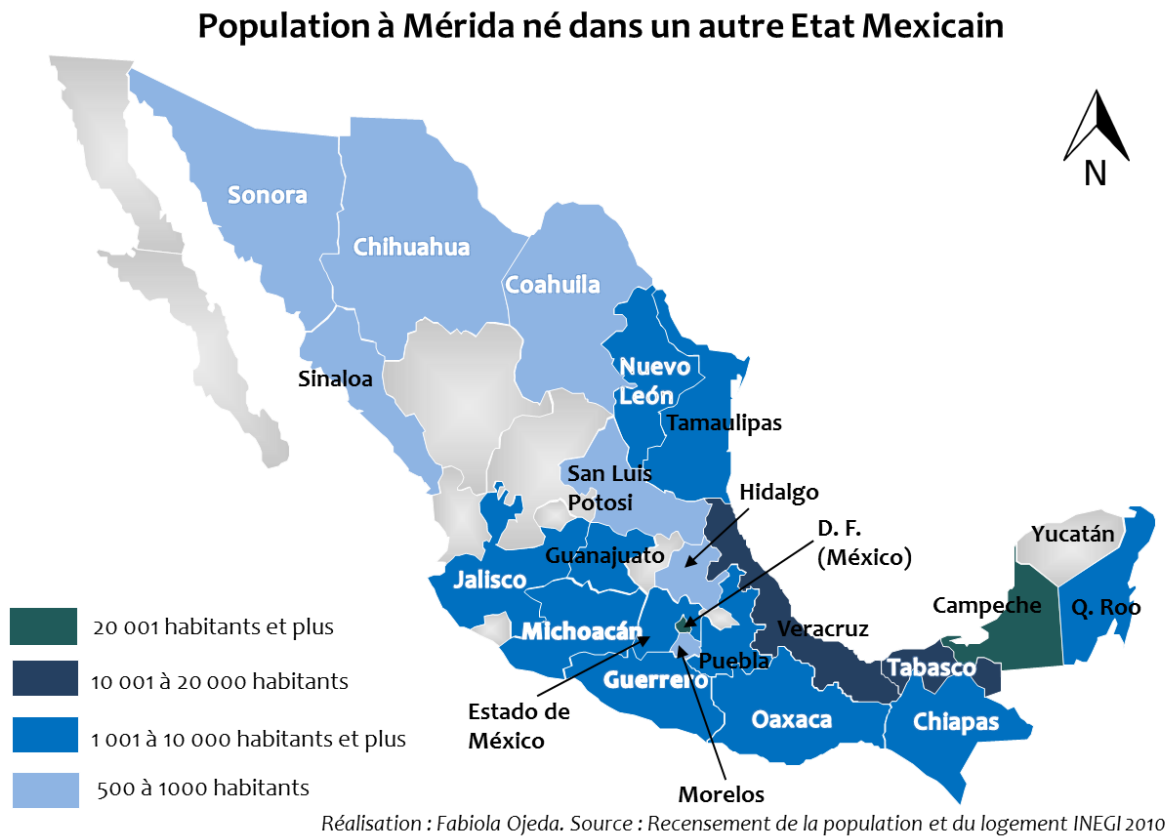 Population à Mérida né dans un autre Etat Mexicain
N
Sonora
Chihuahua
Coahuila
Sinaloa
Nuevo
León
Tamaulipas
San Luis
Potosi
Hidalgo
D. F.
(México)
Yucatán
Guanajuato
Jalisco
Campeche
Q. Roo
Michoacán
Veracruz
Puebla
Tabasco
Guerrero
Estado de
México
Oaxaca
Chiapas
Morelos
20 001 habitants et plus
10 001 à 20 000 habitants
1 001 à 10 000 habitants et plus
500 à 1000 habitants
Réalisation : Fabiola Ojeda. Source : Recensement de la population et du logement INEGI 2010